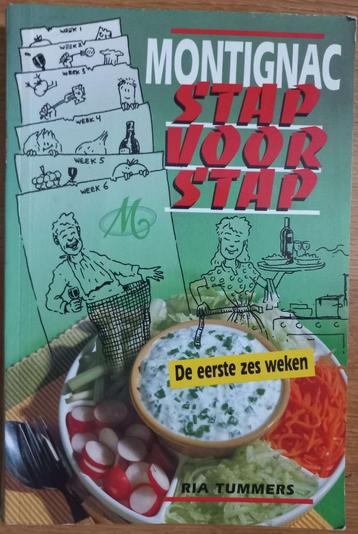 WEEK 1
WEEK 2
WEEK 3
WEEK 4
WEEK 5
WEEK 6
M
MONTIGNAC
STAP
VOOR
STAP
De eerste zes weken
RIA TUMMERS